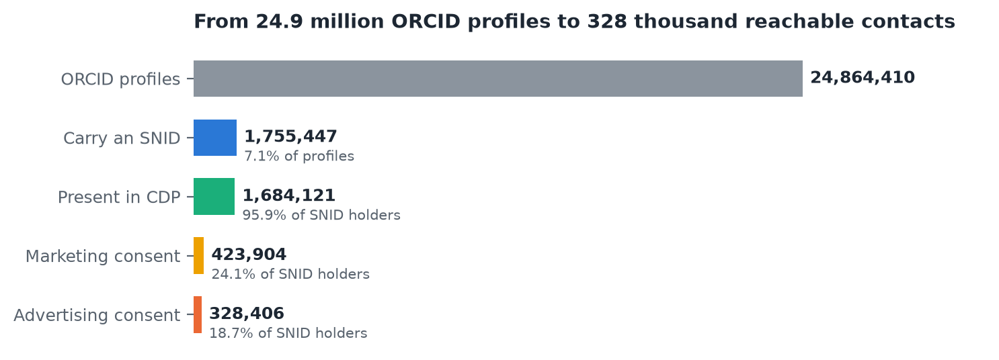 From 24.9 million ORCID profiles to 328 thousand reachable contacts
ORCID profiles
24,864,410
Carry an SNID
1,755,447
7.1% of profiles
Present in CDP
1,684,121
95.9% of SNID holders
Marketing consent
423,904
24.1% of SNID holders
Advertising consent
328,406
18.7% of SNID holders